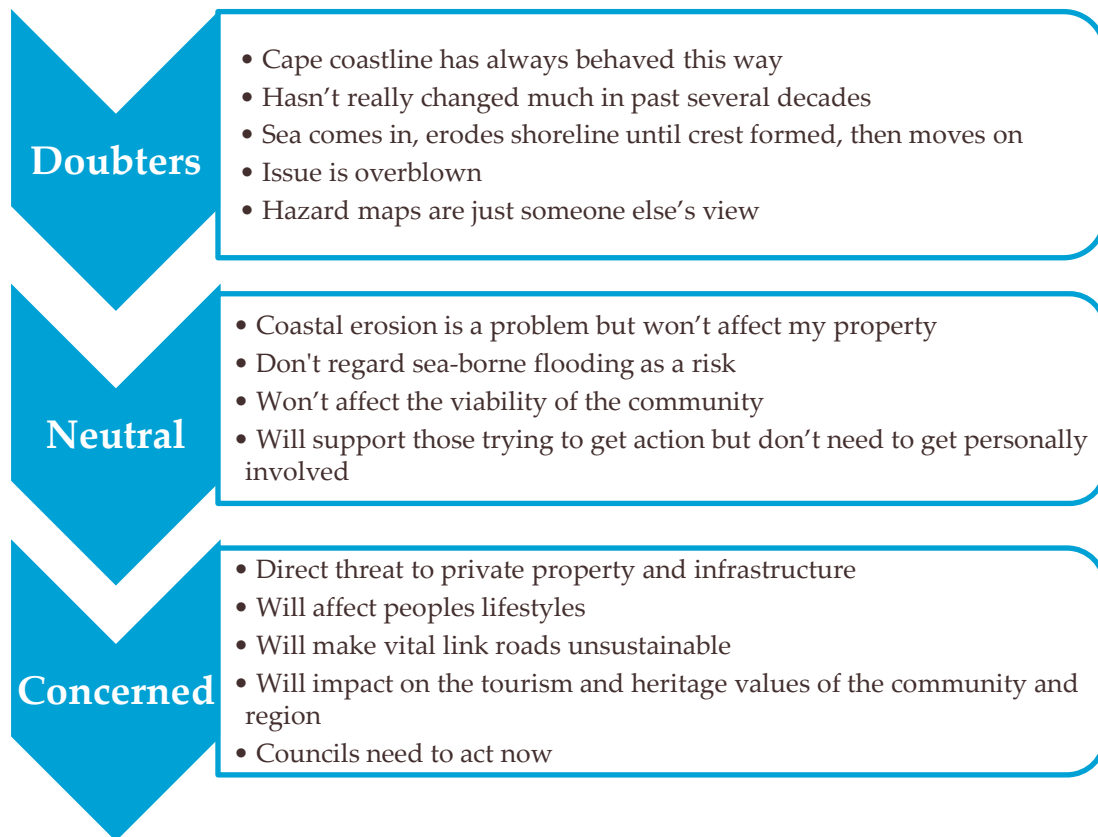 Doubters
• Cape coastline has always behaved this way
• Hasn’t really changed much in past several decades
• Sea comes in, erodes shoreline until crest formed, then moves on
• Issue is overblown
• Hazard maps are just someone else’s view
Neutral
• Coastal erosion is a problem but won’t affect my property
• Don't regard sea-borne flooding as a risk
• Won’t affect the viability of the community
• Will support those trying to get action but don’t need to get personally
involved
Concerned
• Direct threat to private property and infrastructure
• Will affect peoples lifestyles
• Will make vital link roads unsustainable
• Will impact on the tourism and heritage values of the community and
region
• Councils need to act now